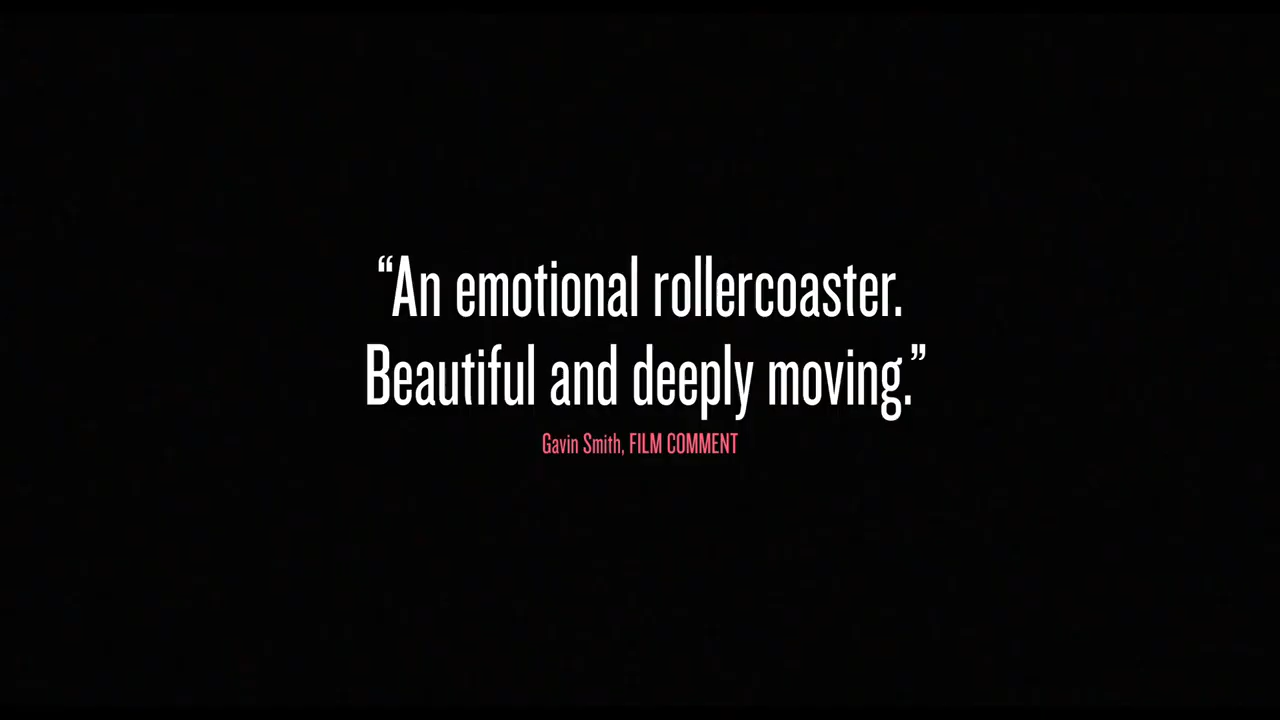 “An emotional rollercoaster.
Beautiful and deeply moving.”
Gavin Smith, FILM COMMENT